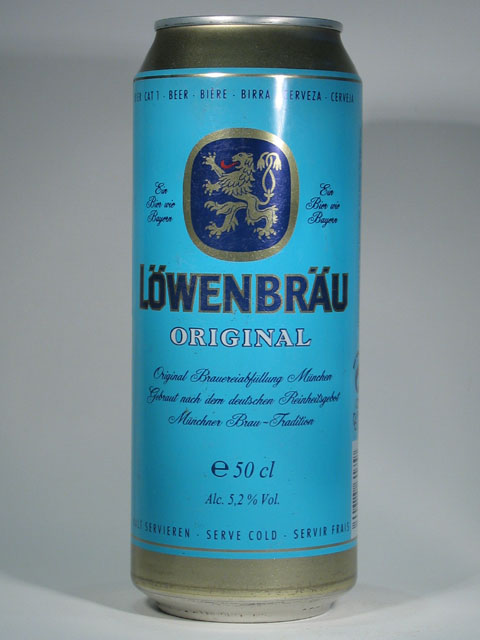 CAT 1 - BEER - BIÈRE - BIRRA - CERVEZA - CERVEJA
Ein
Bier wie
Bayern
Ein
Bier wie
Bayern
LÖWENBRÄU
ORIGINAL
Original Brauereiabfüllung München
Gebraut nach dem deutschen Reinheitsgebot
Münchner Brau-Tradition
℮ 50 cl
Alc. 5,2 % Vol.
SERVIEREN - SERVE COLD - SERVIR FRAIS